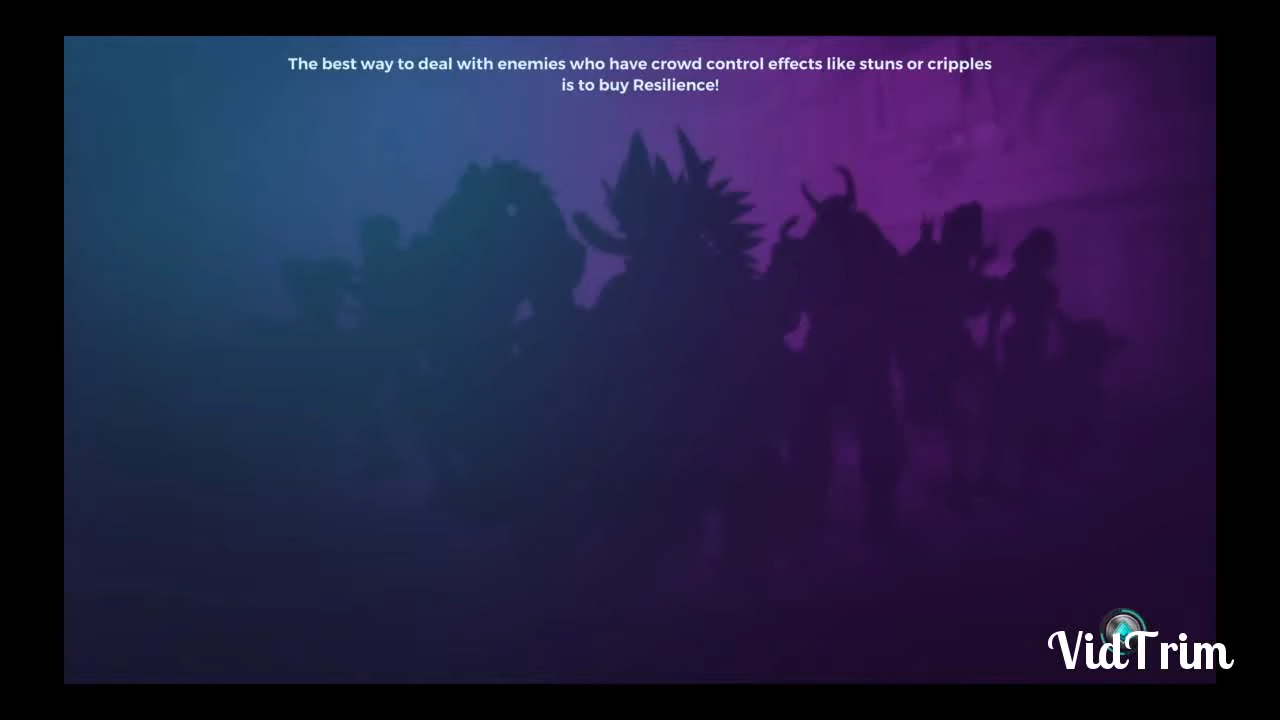 The best way to deal with enemies who have crowd control effects like stuns or cripples
is to buy Resilience!
VidTrim